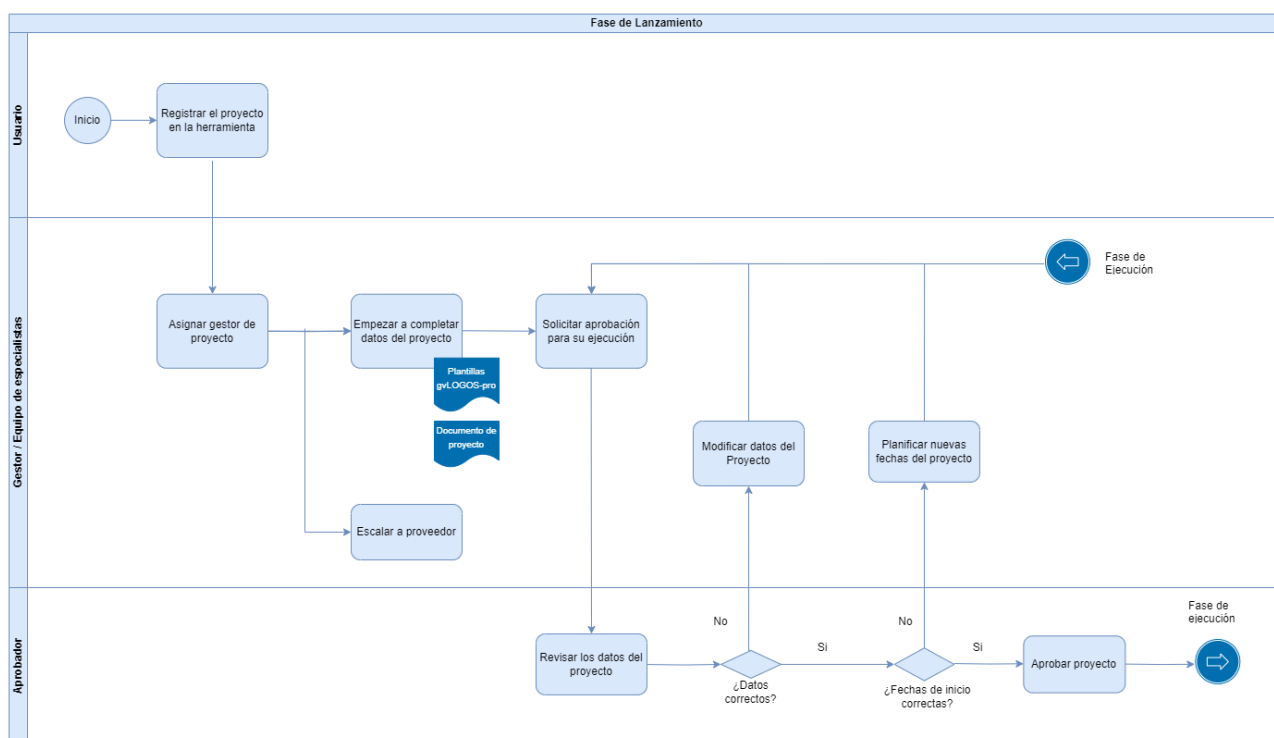 Fase de Lanzamiento
Usuario
Inicio
Registrar el proyecto
en la herramienta
Gestor / Equipo de especialistas
Fase de
Ejecución
Asignar gestor de
proyecto
Empezar a completar
datos del proyecto
Solicitar aprobación
para su ejecución
Plantillas
gvLOGOS-pro
Documento de
proyecto
Modificar datos del
Proyecto
Planificar nuevas
fechas del proyecto
Escalar a proveedor
Aprobador
Revisar los datos del
proyecto
No
Si
¿Datos
correctos?
No
Si
¿Fechas de inicio
correctas?
Aprobar proyecto
Fase de
ejecución